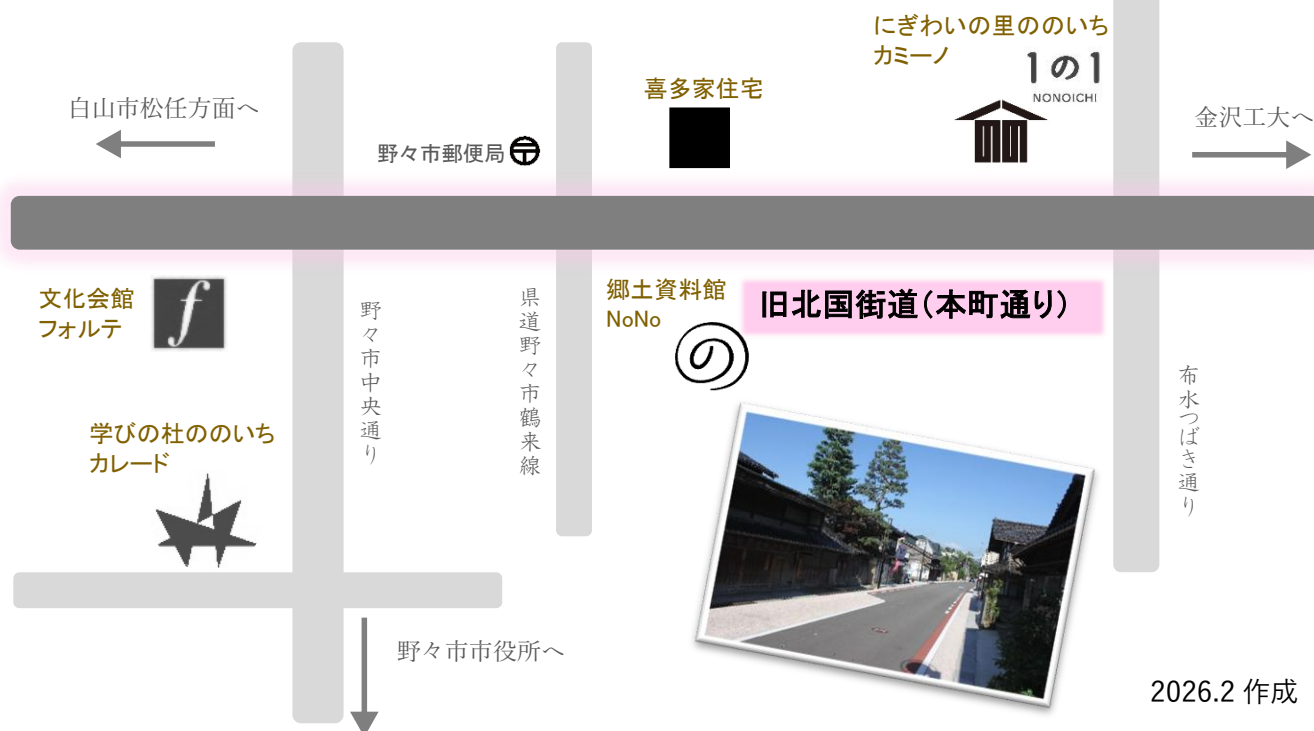 にぎわいの里ののいち
カミーノ
1の1
NONOICHI
喜多家住宅
白山市松任方面へ
野々市郵便局
金沢工大へ
文化会館
フォルテ
f
野々市中央通り
県道野々市鶴来線
郷土資料館
NoNo
の
旧北国街道(本町通り)
布水つばき通り
学びの杜ののいち
カレード
野々市市役所へ
2026.2 作成